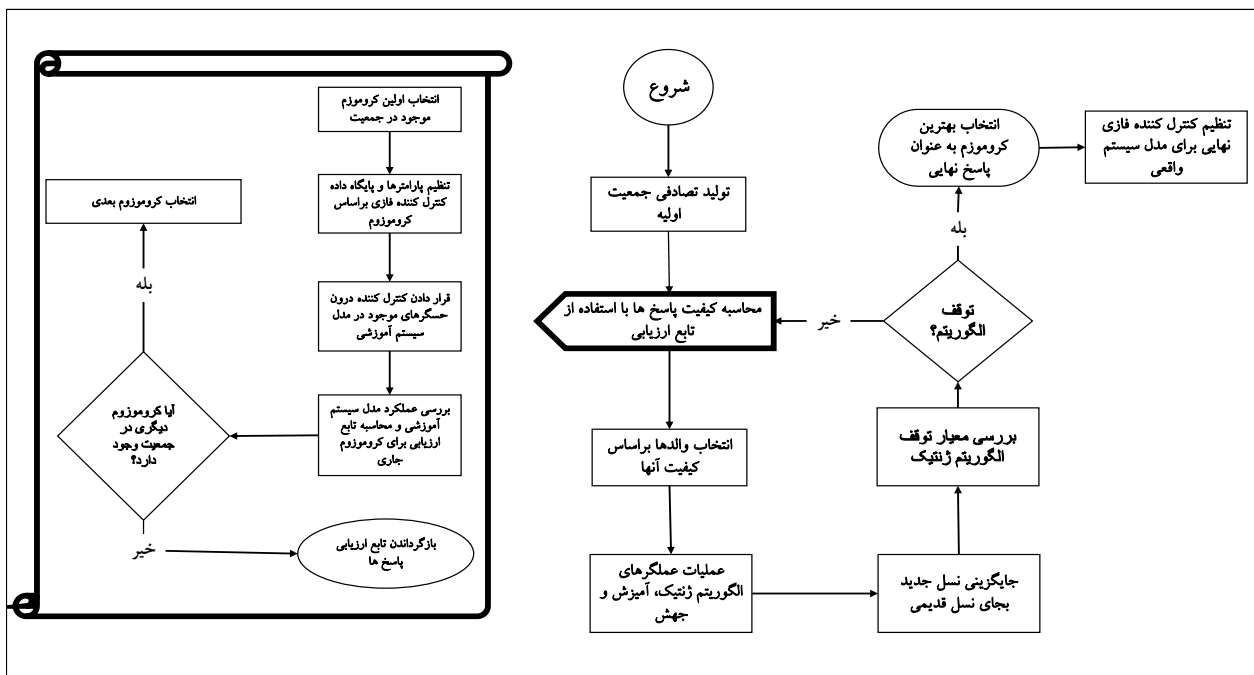 شروع
تولید تصادفی جمعیت
اولیه
محاسبه کیفیت پاسخ ها با استفاده از
تابع ارزیابی
انتخاب والدها براساس
کیفیت آنها
عملیات عملگرهای
الگوریتم ژنتیک، آمیزش و
جهش
جایگزینی نسل جدید
بجای نسل قدیمی
بررسی معیار توقف
الگوریتم ژنتیک
توقف
الگوریتم؟
خیر
بله
انتخاب بهترین
کروموزم به عنوان
پاسخ نهایی
تنظیم کنترل کننده فازی
نهایی برای مدل سیستم
واقعی
انتخاب اولین کروموزم
موجود در جمعیت
تنظیم پارامترها و پایگاه داده
کنترل کننده فازی براساس
کروموزوم
قرار دادن کنترل کننده درون
حسگرهای موجود در مدل
سیستم آموزشی
بررسی عملکرد مدل سیستم
آموزشی و محاسبه تابع
ارزیابی برای کروموزوم
جاری
آیا کروموزوم
دیگری در
جمعیت وجود
دارد؟
بله
انتخاب کروموزوم بعدی
خیر
بازگرداندن تابع ارزیابی
پاسخ ها